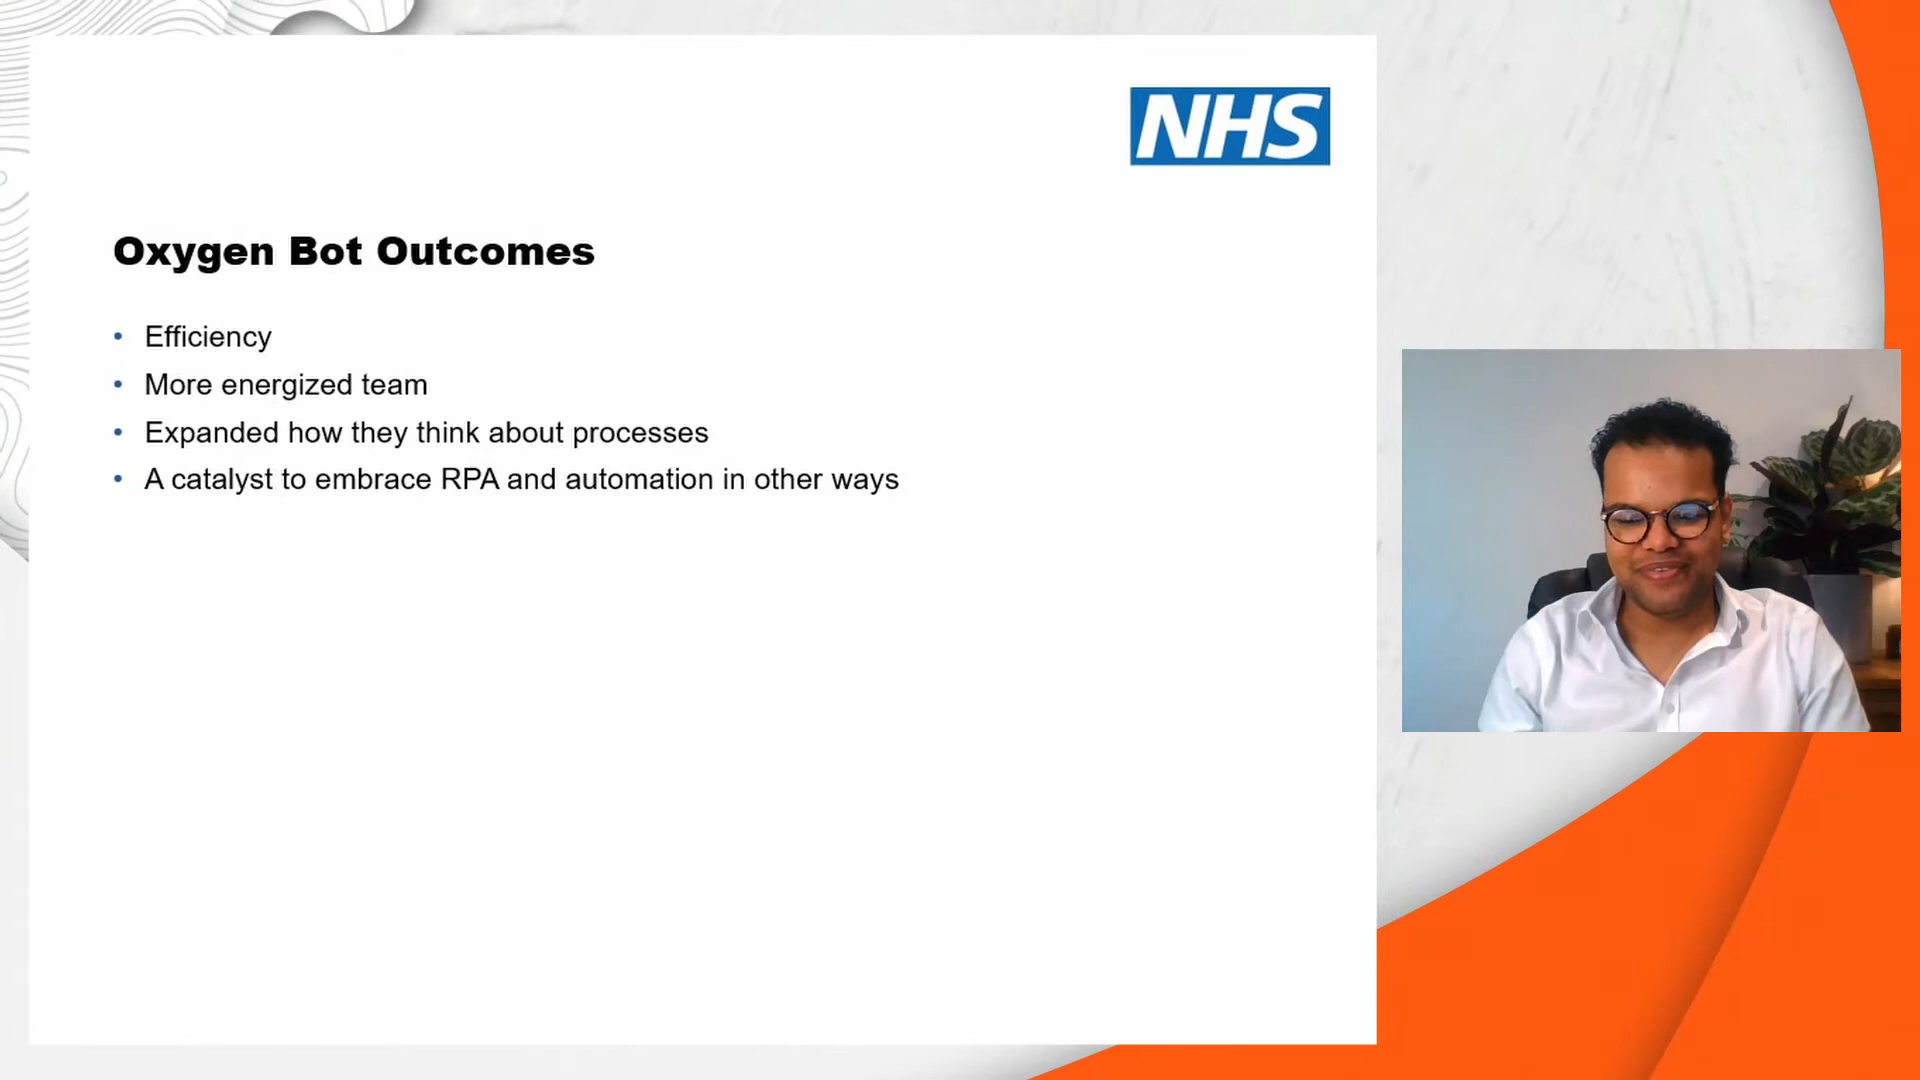 NHS
Oxygen Bot Outcomes
• Efficiency
• More energized team
• Expanded how they think about processes
• A catalyst to embrace RPA and automation in other ways